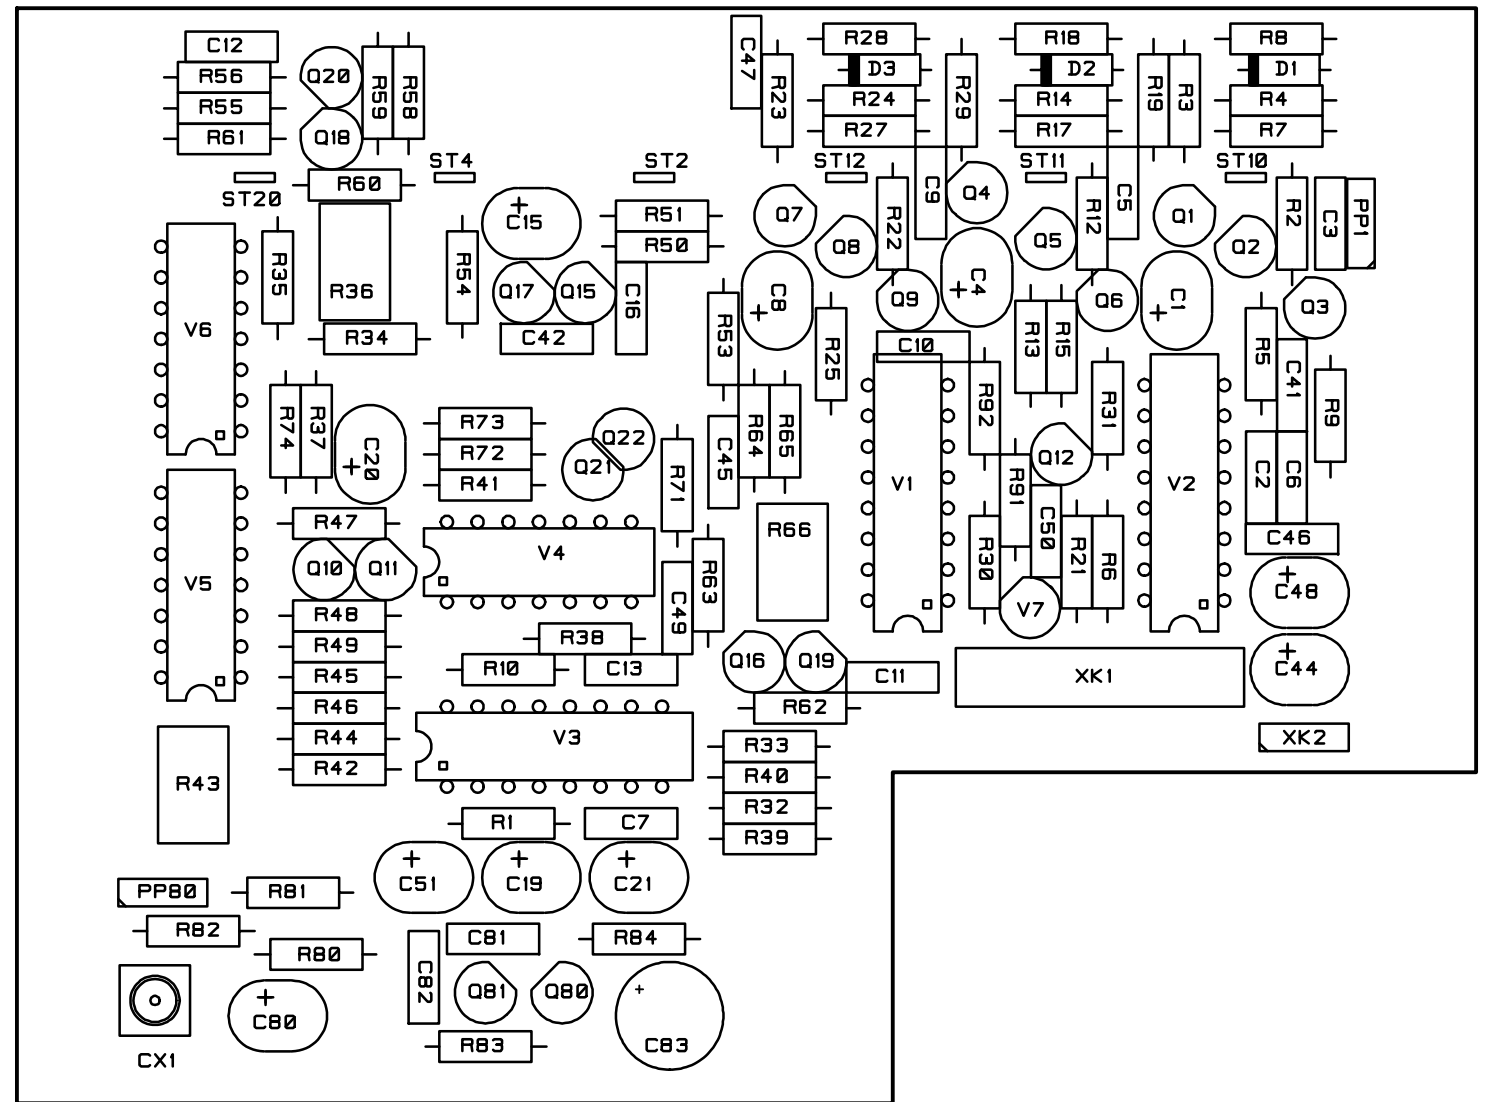 C12
R56
R55
R61
Q20
Q18
R59
R58
C47
R23
R28
D3
R24
R27
R29
R18
D2
R14
R17
R19
R3
R8
D1
R4
R7
ST4
ST2
ST12
ST11
ST10
ST20
R60
R36
R35
R34
R54
+
C15
Q17
Q15
C42
C16
R51
R50
Q7
Q8
R22
C9
Q4
Q5
R12
C5
Q1
Q2
R2
C3
PP1
V6
C8
+
Q9
C4
+
Q6
C1
+
Q3
R53
R25
C10
R13
R15
R5
C41
R9
R74
R37
C20
+
R73
R72
R41
Q22
Q21
R71
C45
R64
R65
R92
R31
Q12
R91
C50
V1
V2
C2
C6
C46
R47
Q10
Q11
V4
V5
R66
R63
C49
R30
R21
R6
V7
+
C48
R48
R49
R45
R46
R44
R42
R38
R10
C13
Q16
Q19
C11
XK1
+
C44
R62
XK2
V3
R43
R33
R40
R32
R39
R1
C7
+
C51
+
C19
+
C21
PP80
R81
R82
R80
C81
R84
C82
Q81
Q80
+
C83
+
C80
R83
CX1